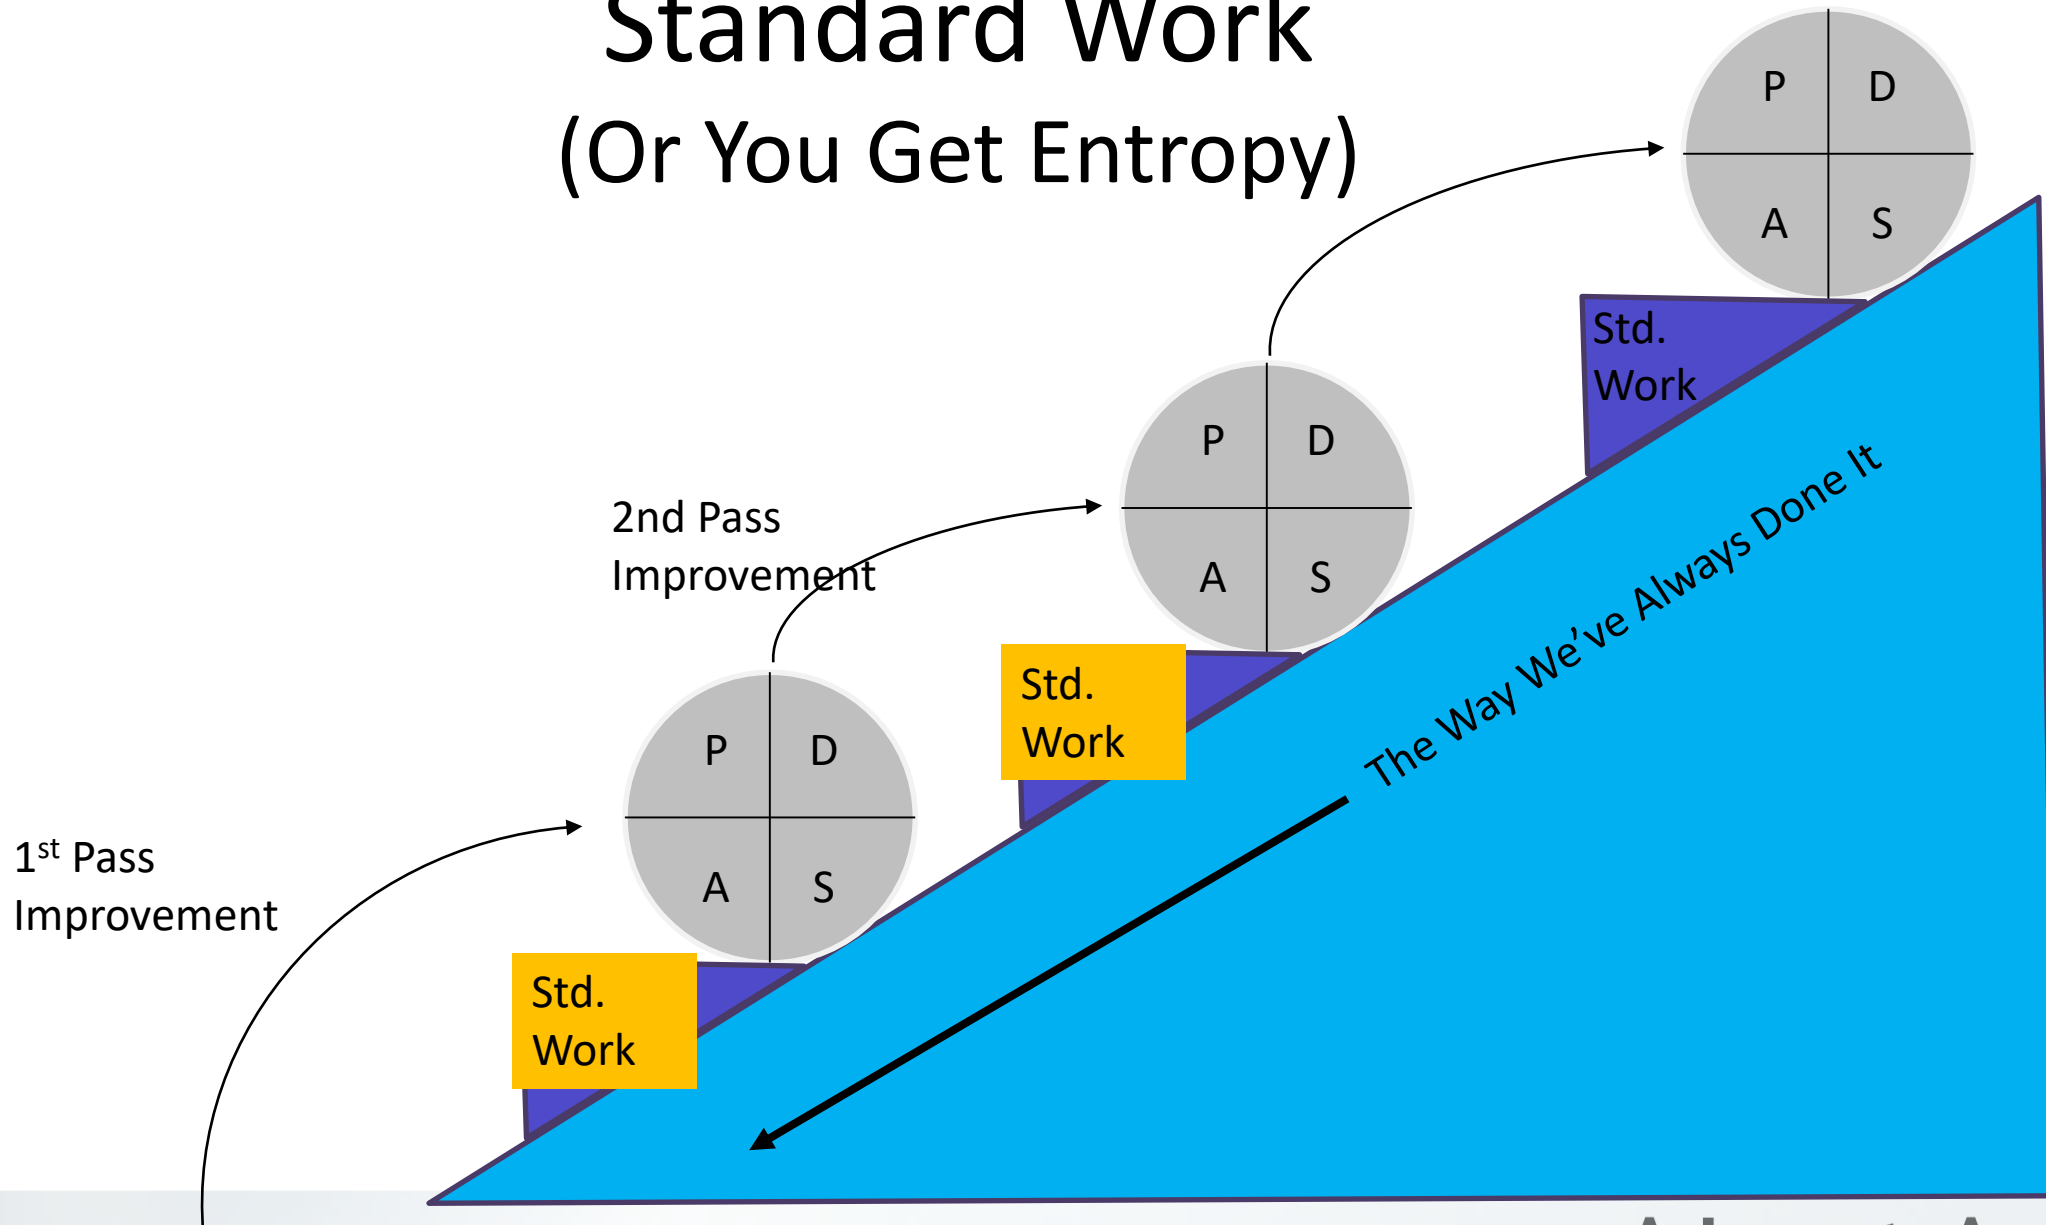 Standard Work
(Or You Get Entropy)
P D
A S
Std.
Work
P D
A S
2nd Pass
Improvement
The Way We've Always Done It
Std.
Work
P D
A S
1st Pass
Improvement
Std.
Work